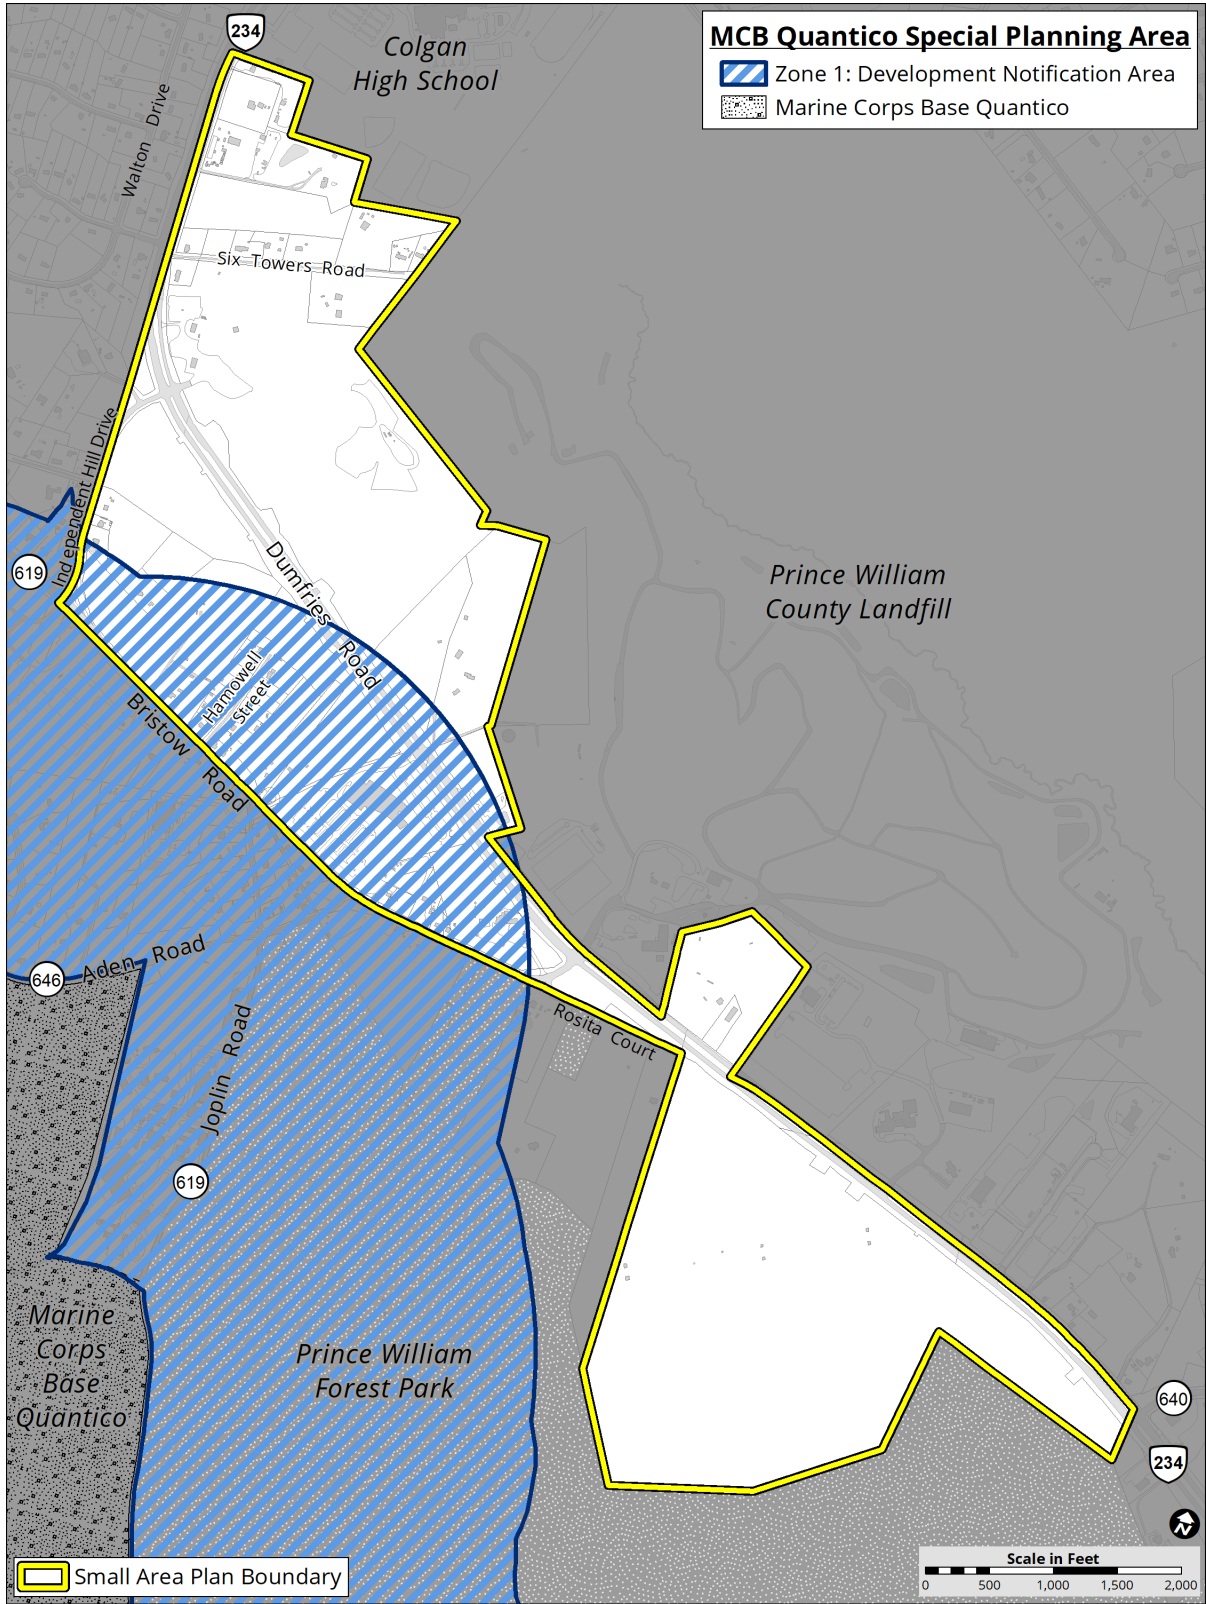 234
Colgan
High School
MCB Quantico Special Planning Area
Zone 1: Development Notification Area
Marine Corps Base Quantico
Walton Drive
Six Towers Road
Independent Hill Drive
619
Dumfries Road
Prince William
County Landfill
Hamowell
Street
Bristow Road
Aden Road
646
Rosita Court
Joplin Road
619
Marine
Corps
Base
Quantico
Prince William
Forest Park
640
234
N
Scale in Feet
0 500 1,000 1,500 2,000
Small Area Plan Boundary